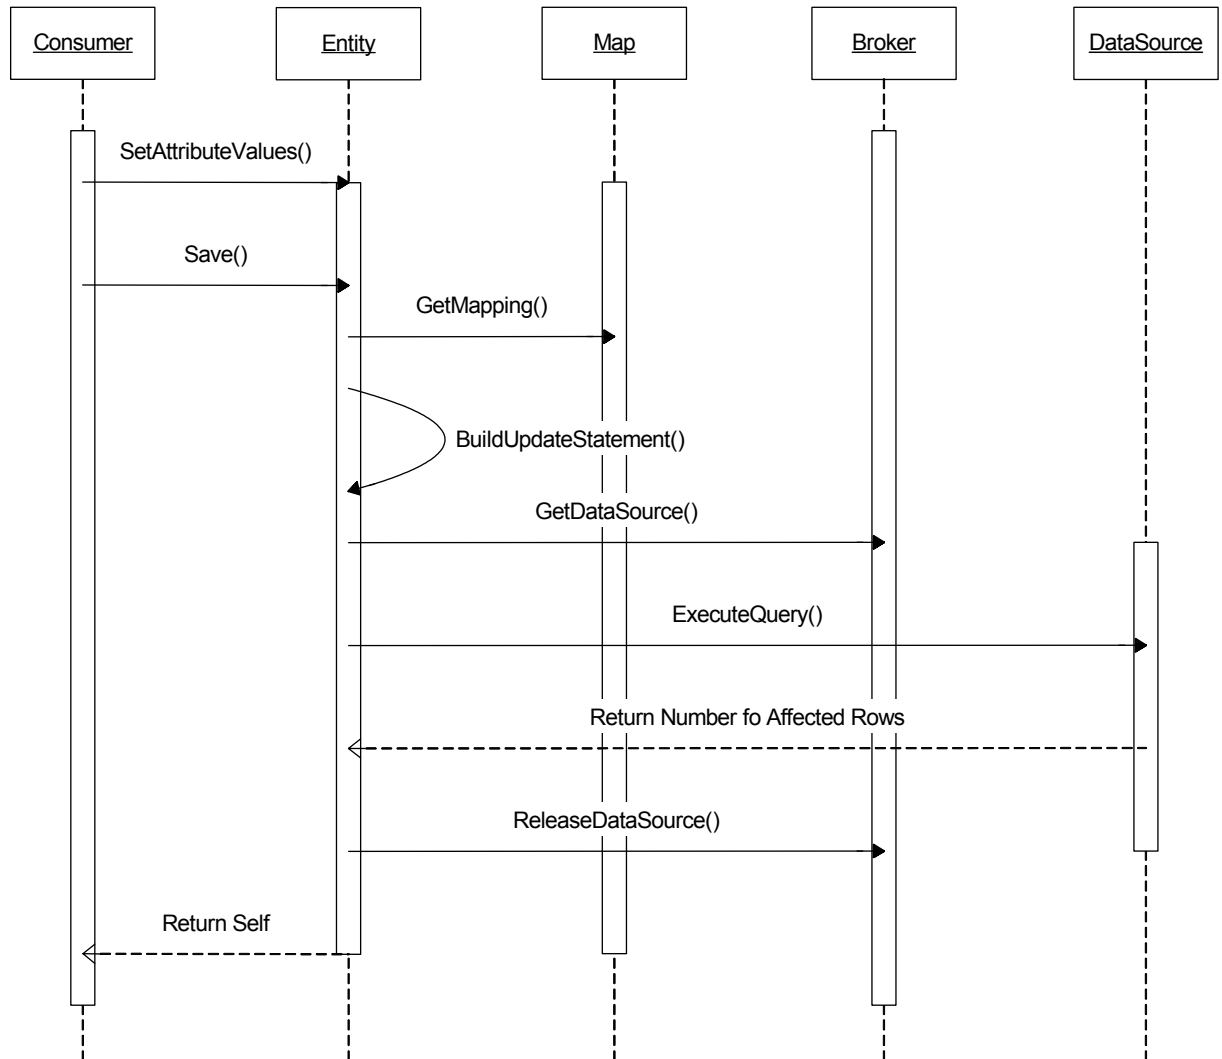 Consumer
Entity
Map
Broker
DataSource
SetAttributeValues()
Save()
GetMapping()
BuildUpdateStatement()
GetDataSource()
ExecuteQuery()
Return Number fo Affected Rows
ReleaseDataSource()
Return Self